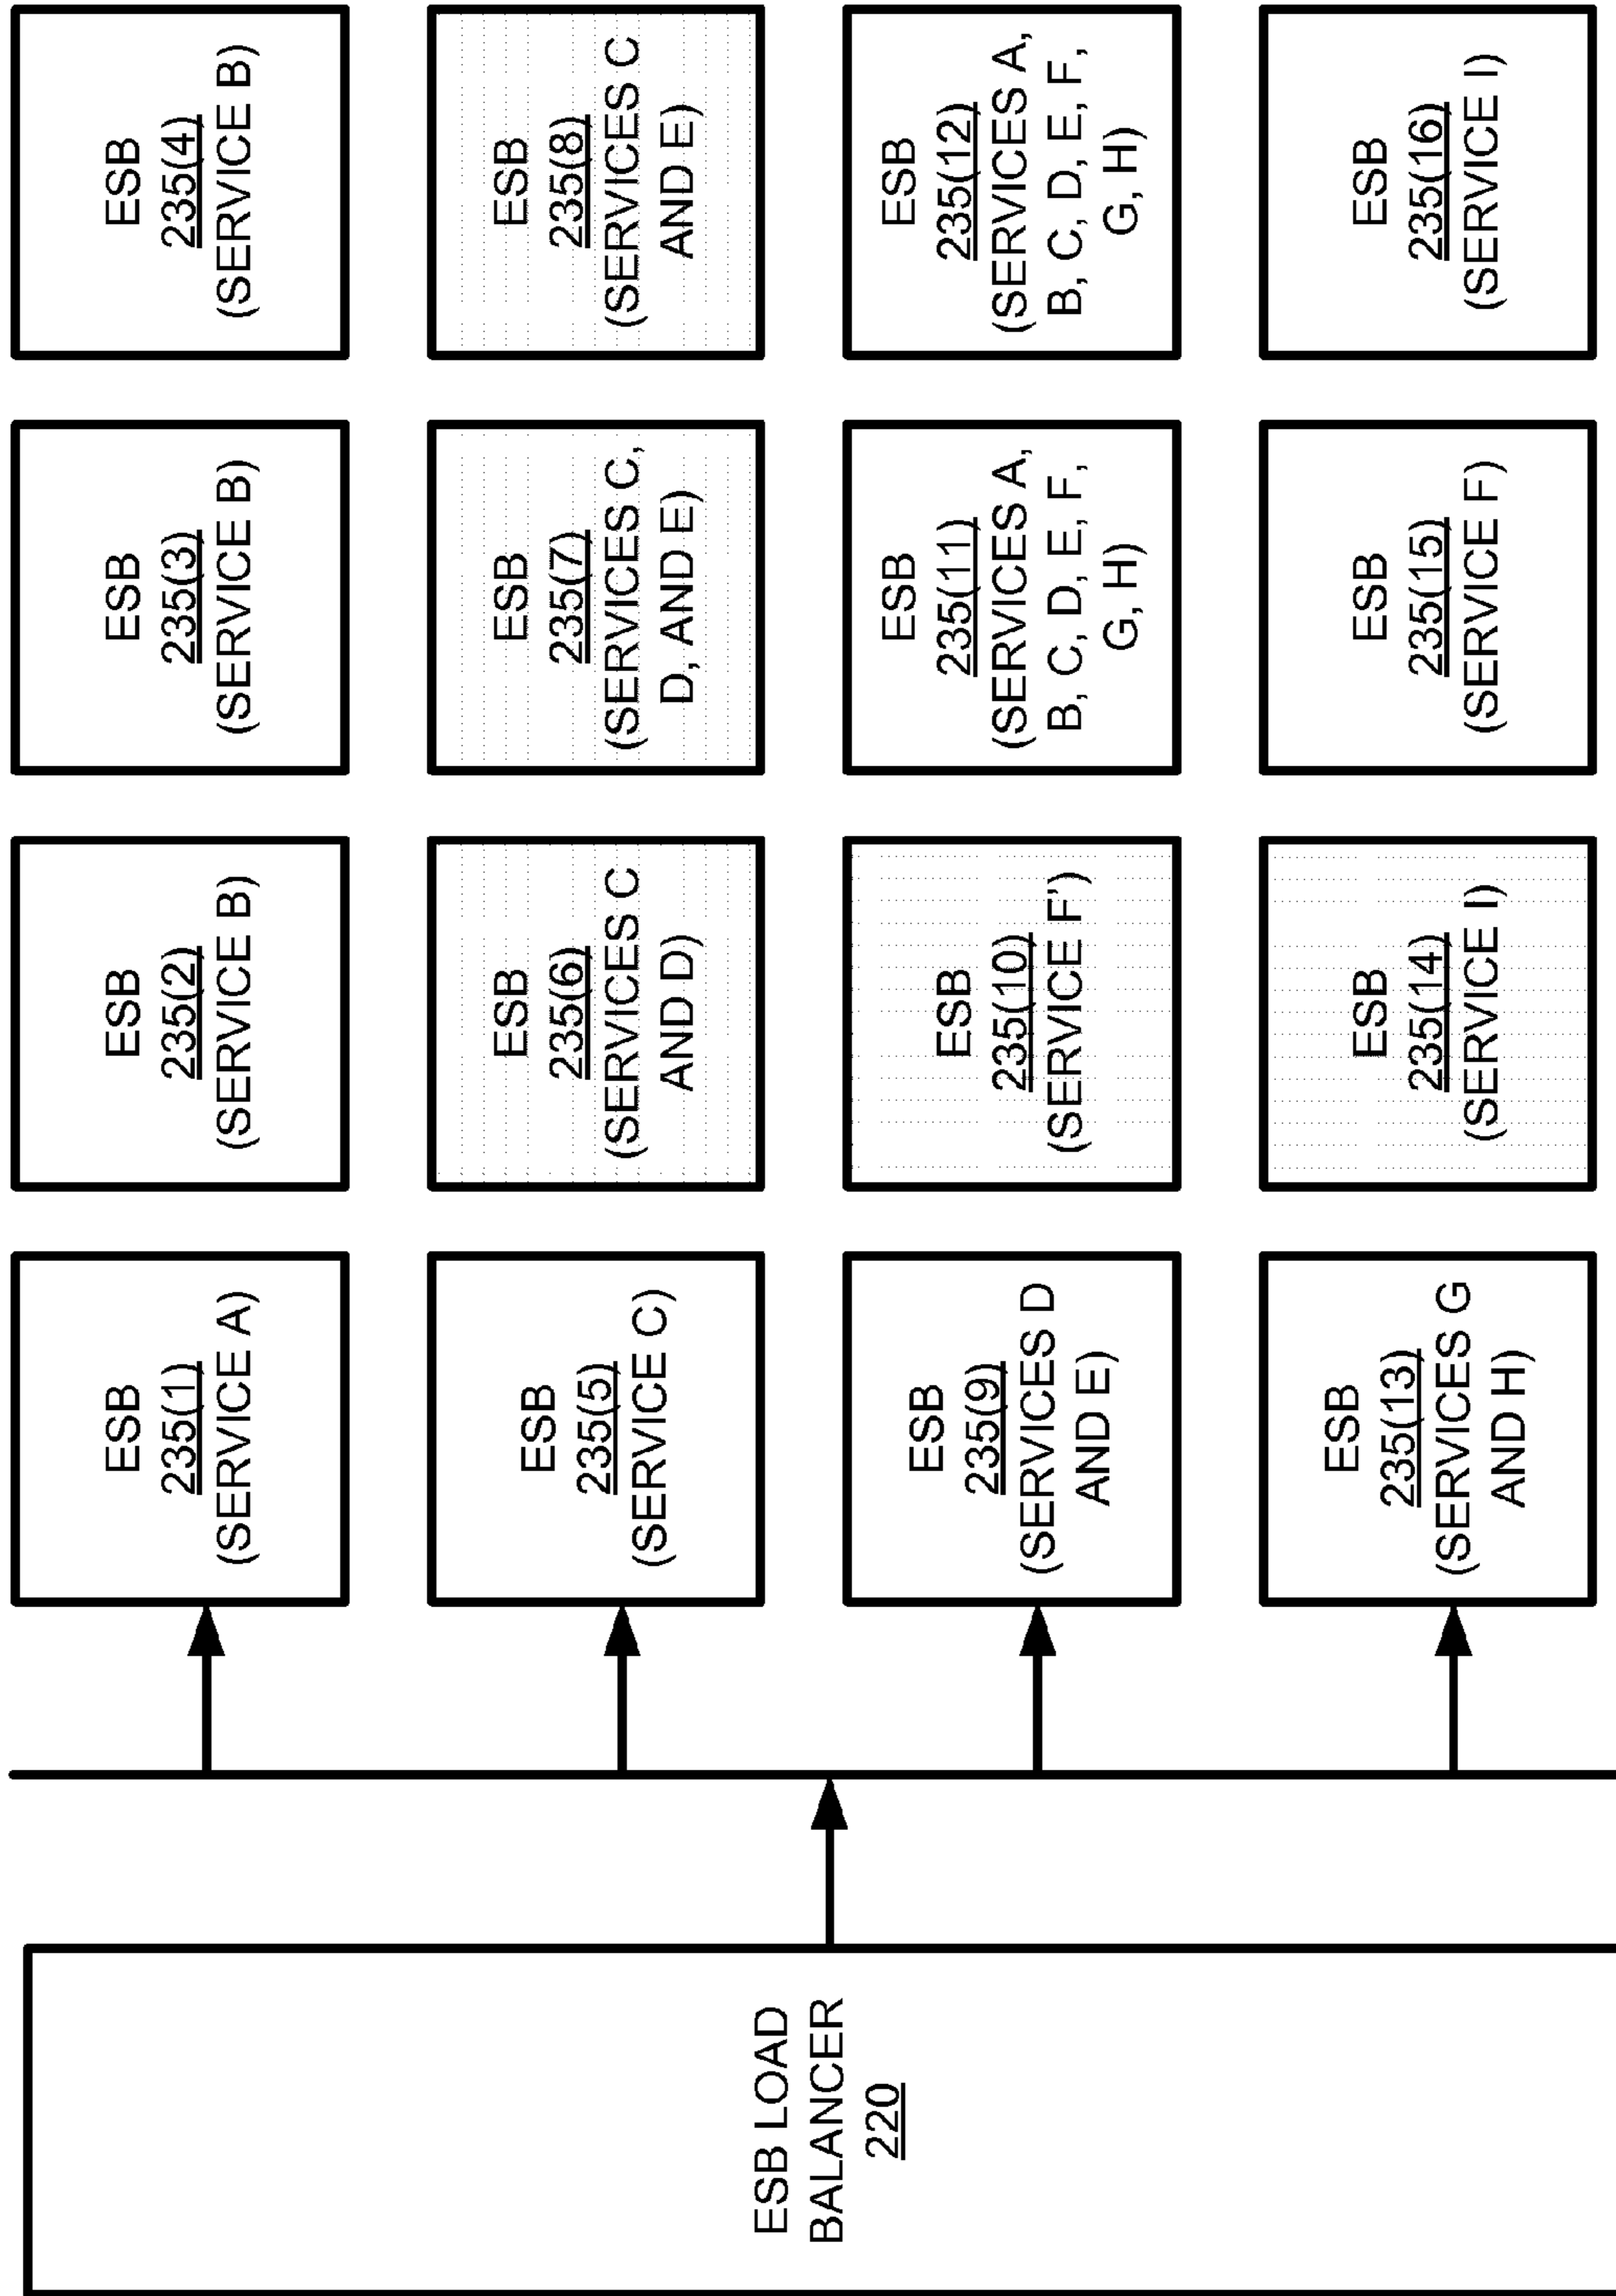 ESB LOAD
BALANCER
220
ESB
235(1)
(SERVICE A)
ESB
235(2)
(SERVICE B)
ESB
235(3)
(SERVICE B)
ESB
235(4)
(SERVICE B)
ESB
235(5)
(SERVICE C)
ESB
235(6)
(SERVICES C
AND D)
ESB
235(7)
(SERVICES C,
D, AND E)
ESB
235(8)
(SERVICES C
AND E)
ESB
235(9)
(SERVICES D
AND E)
ESB
235(10)
(SERVICE F')
ESB
235(11)
(SERVICES A,
B, C, D, E, F,
G, H)
ESB
235(12)
(SERVICES A,
B, C, D, E, F,
G, H)
ESB
235(13)
(SERVICES G
AND H)
ESB
235(14)
(SERVICE I)
ESB
235(15)
(SERVICE F)
ESB
235(16)
(SERVICE I)